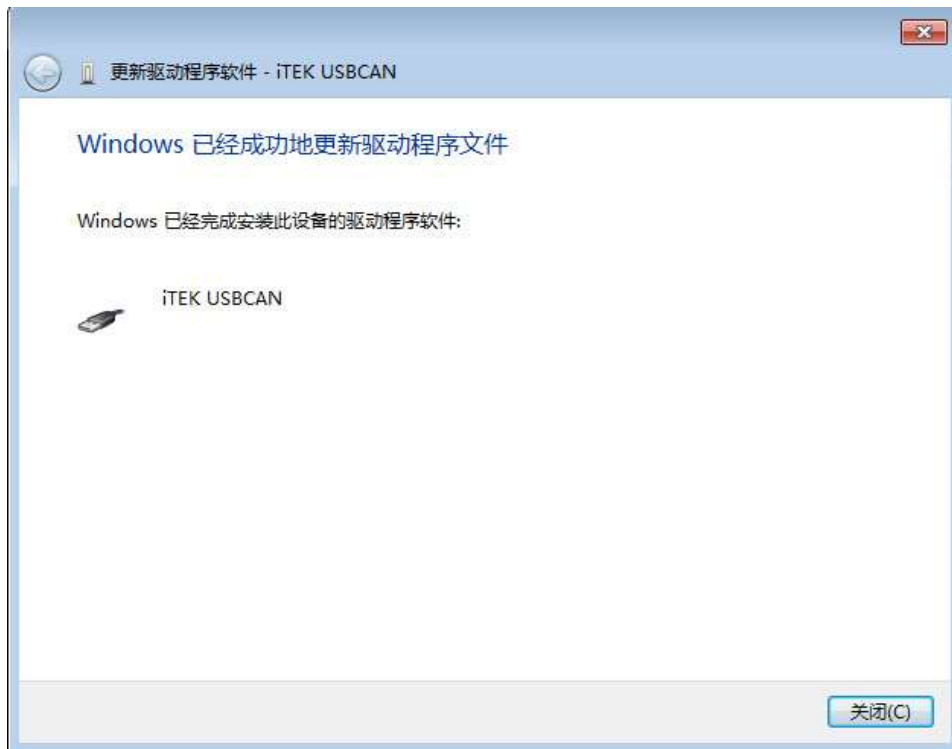 更新驱动程序软件 - iTEK USBCAN
Windows 已经成功地更新驱动程序文件
Windows 已经完成安装此设备的驱动程序软件:
iTEK USBCAN
关闭(C)